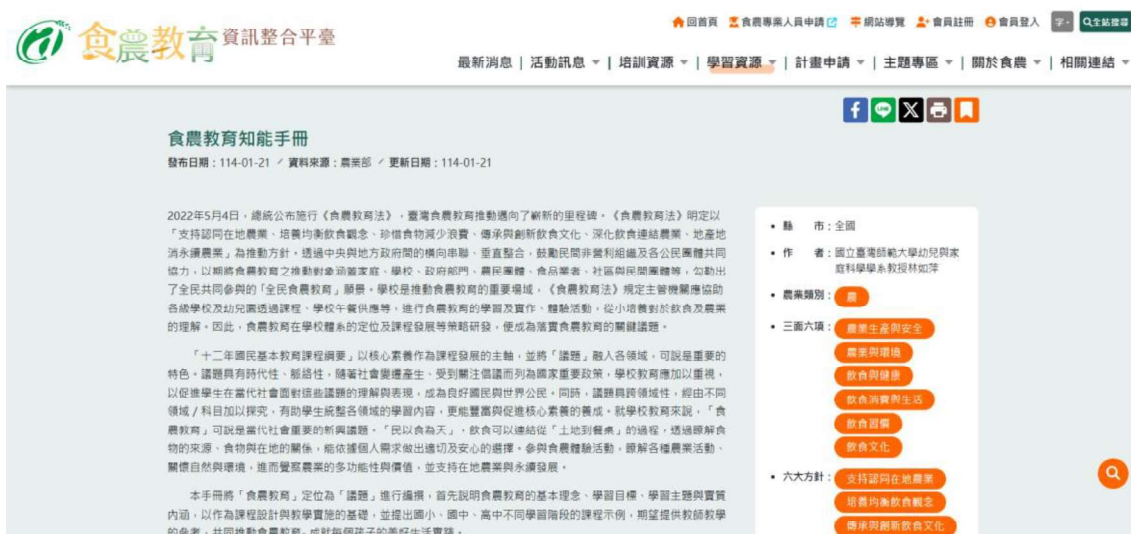 回首頁 食農專業人員申請 網站導覽 會員註冊 會員登入 字- 全站搜尋
食農教育資訊整合平臺
最新消息 | 活動訊息 | 培訓資源 | 學習資源 | 計畫申請 | 主題專區 | 關於食農 | 相關連結
食農教育知能手冊
發布日期：114-01-21 / 資料來源：農業部 / 更新日期：114-01-21
2022年5月4日，總統公布施行《食農教育法》，臺灣食農教育推動邁向了嶄新的里程碑。《食農教育法》明定以
「支持認同在地農業、培養均衡飲食觀念、珍惜食物減少浪費、傳承與創新飲食文化、深化飲食連結農業、地產地
消永續農業」為推動方針。透過中央與地方政府間的橫向串聯、垂直整合，鼓勵民間非營利組織及各公民團體共同
協力，以期將食農教育之推動對象涵蓋家庭、學校、政府部門、農民團體、食品業者、社區與民間團體等，勾勒出
了全民共同參與的「全民食農教育」願景。學校是推動食農教育的重要場域，《食農教育法》規定主管機關應協助
各級學校及幼兒園透過課程、學校午餐供應等，進行食農教育的學習及實作、體驗活動，從小培養對於飲食及農業
的理解。因此，食農教育在學校體系的定位及課程發展等策略研發，便成為落實食農教育的關鍵議題。
「十二年國民基本教育課程綱要」以核心素養作為課程發展的主軸，並將「議題」融入各領域，可說是重要的
特色。議題具有時代性、脈絡性，隨著社會變遷產生、受到關注倡議而列為國家重要政策，學校教育應加以重視，
以促進學生在當代社會面對這些議題的理解與表現，成為良好國民與世界公民。同時，議題具跨領域性，經由不同
領域／科目加以探究，有助學生統整各領域的學習內容，更能豐富與促進核心素養的養成。就學校教育來說，「食
農教育」可說是當代社會重要的新興議題。「民以食為天」，飲食可以連結從「土地到餐桌」的過程，透過瞭解食
物的來源、食物與在地的關係，能依據個人需求做出適切及安心的選擇。參與食農體驗活動，瞭解各種農業活動、
關懷自然與環境，進而覺察農業的多功能性與價值，並支持在地農業與永續發展。
本手冊將「食農教育」定位為「議題」進行編撰，首先說明食農教育的基本理念、學習目標、學習主題與實質
內涵，以作為課程設計與教學實施的基礎，並提出國小、國中、高中不同學習階段的課程示例，期望提供教師教學
的參考，共同推動食農教育，成就每個孩子的美好生活實踐。
縣 市：全國
作 者：國立臺灣師範大學幼兒與家
庭科學學系教授林如萍
農業類別：農
三面六項：農業生產與安全
農業與環境
飲食與健康
飲食消費與生活
飲食習慣
飲食文化
六大方針：支持認同在地農業
培養均衡飲食觀念
傳承與創新飲食文化